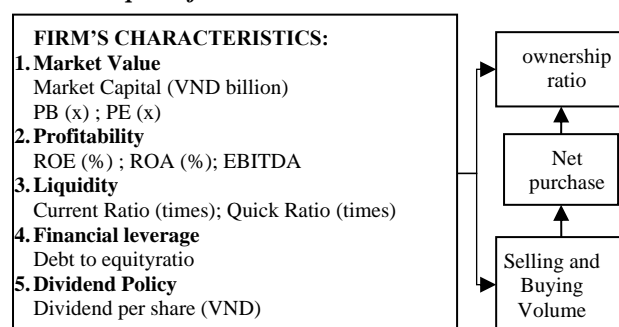 FIRM'S CHARACTERISTICS:
1. Market Value
Market Capital (VND billion)
PB (x) ; PE (x)
2. Profitability
ROE (%) ; ROA (%); EBITDA
3. Liquidity
Current Ratio (times); Quick Ratio (times)
4. Financial leverage
Debt to equityratio
5. Dividend Policy
Dividend per share (VND)
ownership
ratio
Net
purchase
Selling and
Buying
Volume